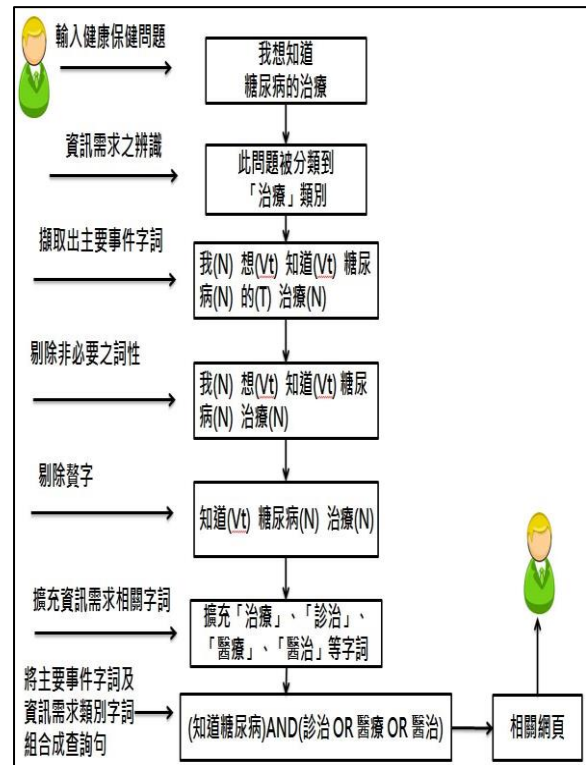 輸入健康保健問題
我想知道
糖尿病的治療
資訊需求之辨識
此問題被分類到
「治療」類別
擷取出主要事件字詞
我(N) 想(Vt) 知道(Vt) 糖尿
病(N) 的(T) 治療(N)
剔除非必要之詞性
我(N) 想(Vt) 知道(Vt)糖尿
病(N) 治療(N)
剔除贅字
知道(Vt) 糖尿病(N) 治療(N)
擴充資訊需求相關字詞
擴充「治療」、「診治」、
「醫療」、「醫治」等字詞
將主要事件字詞及
資訊需求類別字詞
組合成查詢句
(知道糖尿病)AND(診治 OR 醫療 OR 醫治)
相關網頁